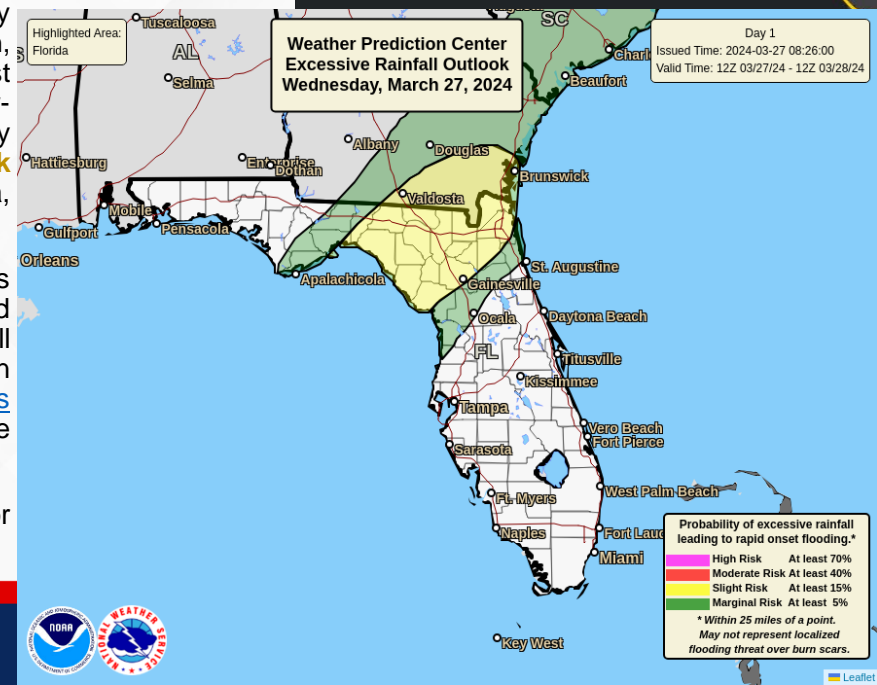 y
,
st
-
y
k
,
s
d
ll
n
s
e
r
Highlighted Area:
Florida
Weather Prediction Center
Excessive Rainfall Outlook
Wednesday, March 27, 2024
Day 1
Issued Time: 2024-03-27 08:26:00
Valid Time: 12Z 03/27/24 - 12Z 03/28/24
Tuscaloosa
SC
AL
Charl
Selma
Beaufort
Albany
Douglas
Hattiesburg
Enterprise
Dothan
Brunswick
Valdosta
Mobile
Gulfport
Pensacola
Orleans
St. Augustine
Apalachicola
Gainesville
Ocala
Daytona Beach
FL
Titusville
Kissimmee
Tampa
Vero Beach
Fort Pierce
Sarasota
West Palm Beach
Ft. Myers
Naples
Fort Laud
Miami
Key West
Probability of excessive rainfall
leading to rapid onset flooding.*
High Risk At least 70%
Moderate Risk At least 40%
Slight Risk At least 15%
Marginal Risk At least 5%
* Within 25 miles of a point.
May not represent localized
flooding threat over burn scars.
NOAA
NATIONAL WEATHER SERVICE
Leaflet